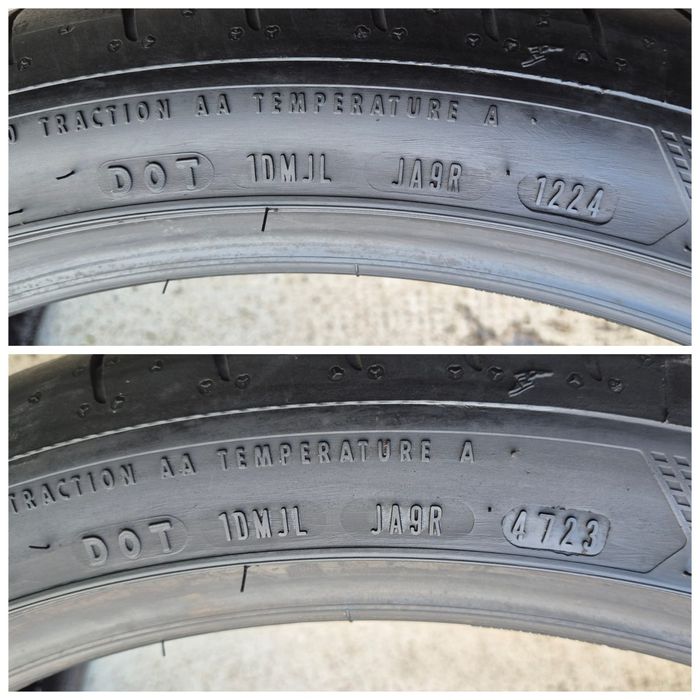 TRACTION AA TEMPERATURE A
DOT 1DMJL JA9R 1224
TRACTION AA TEMPERATURE A
DOT 1DMJL JA9R 4723